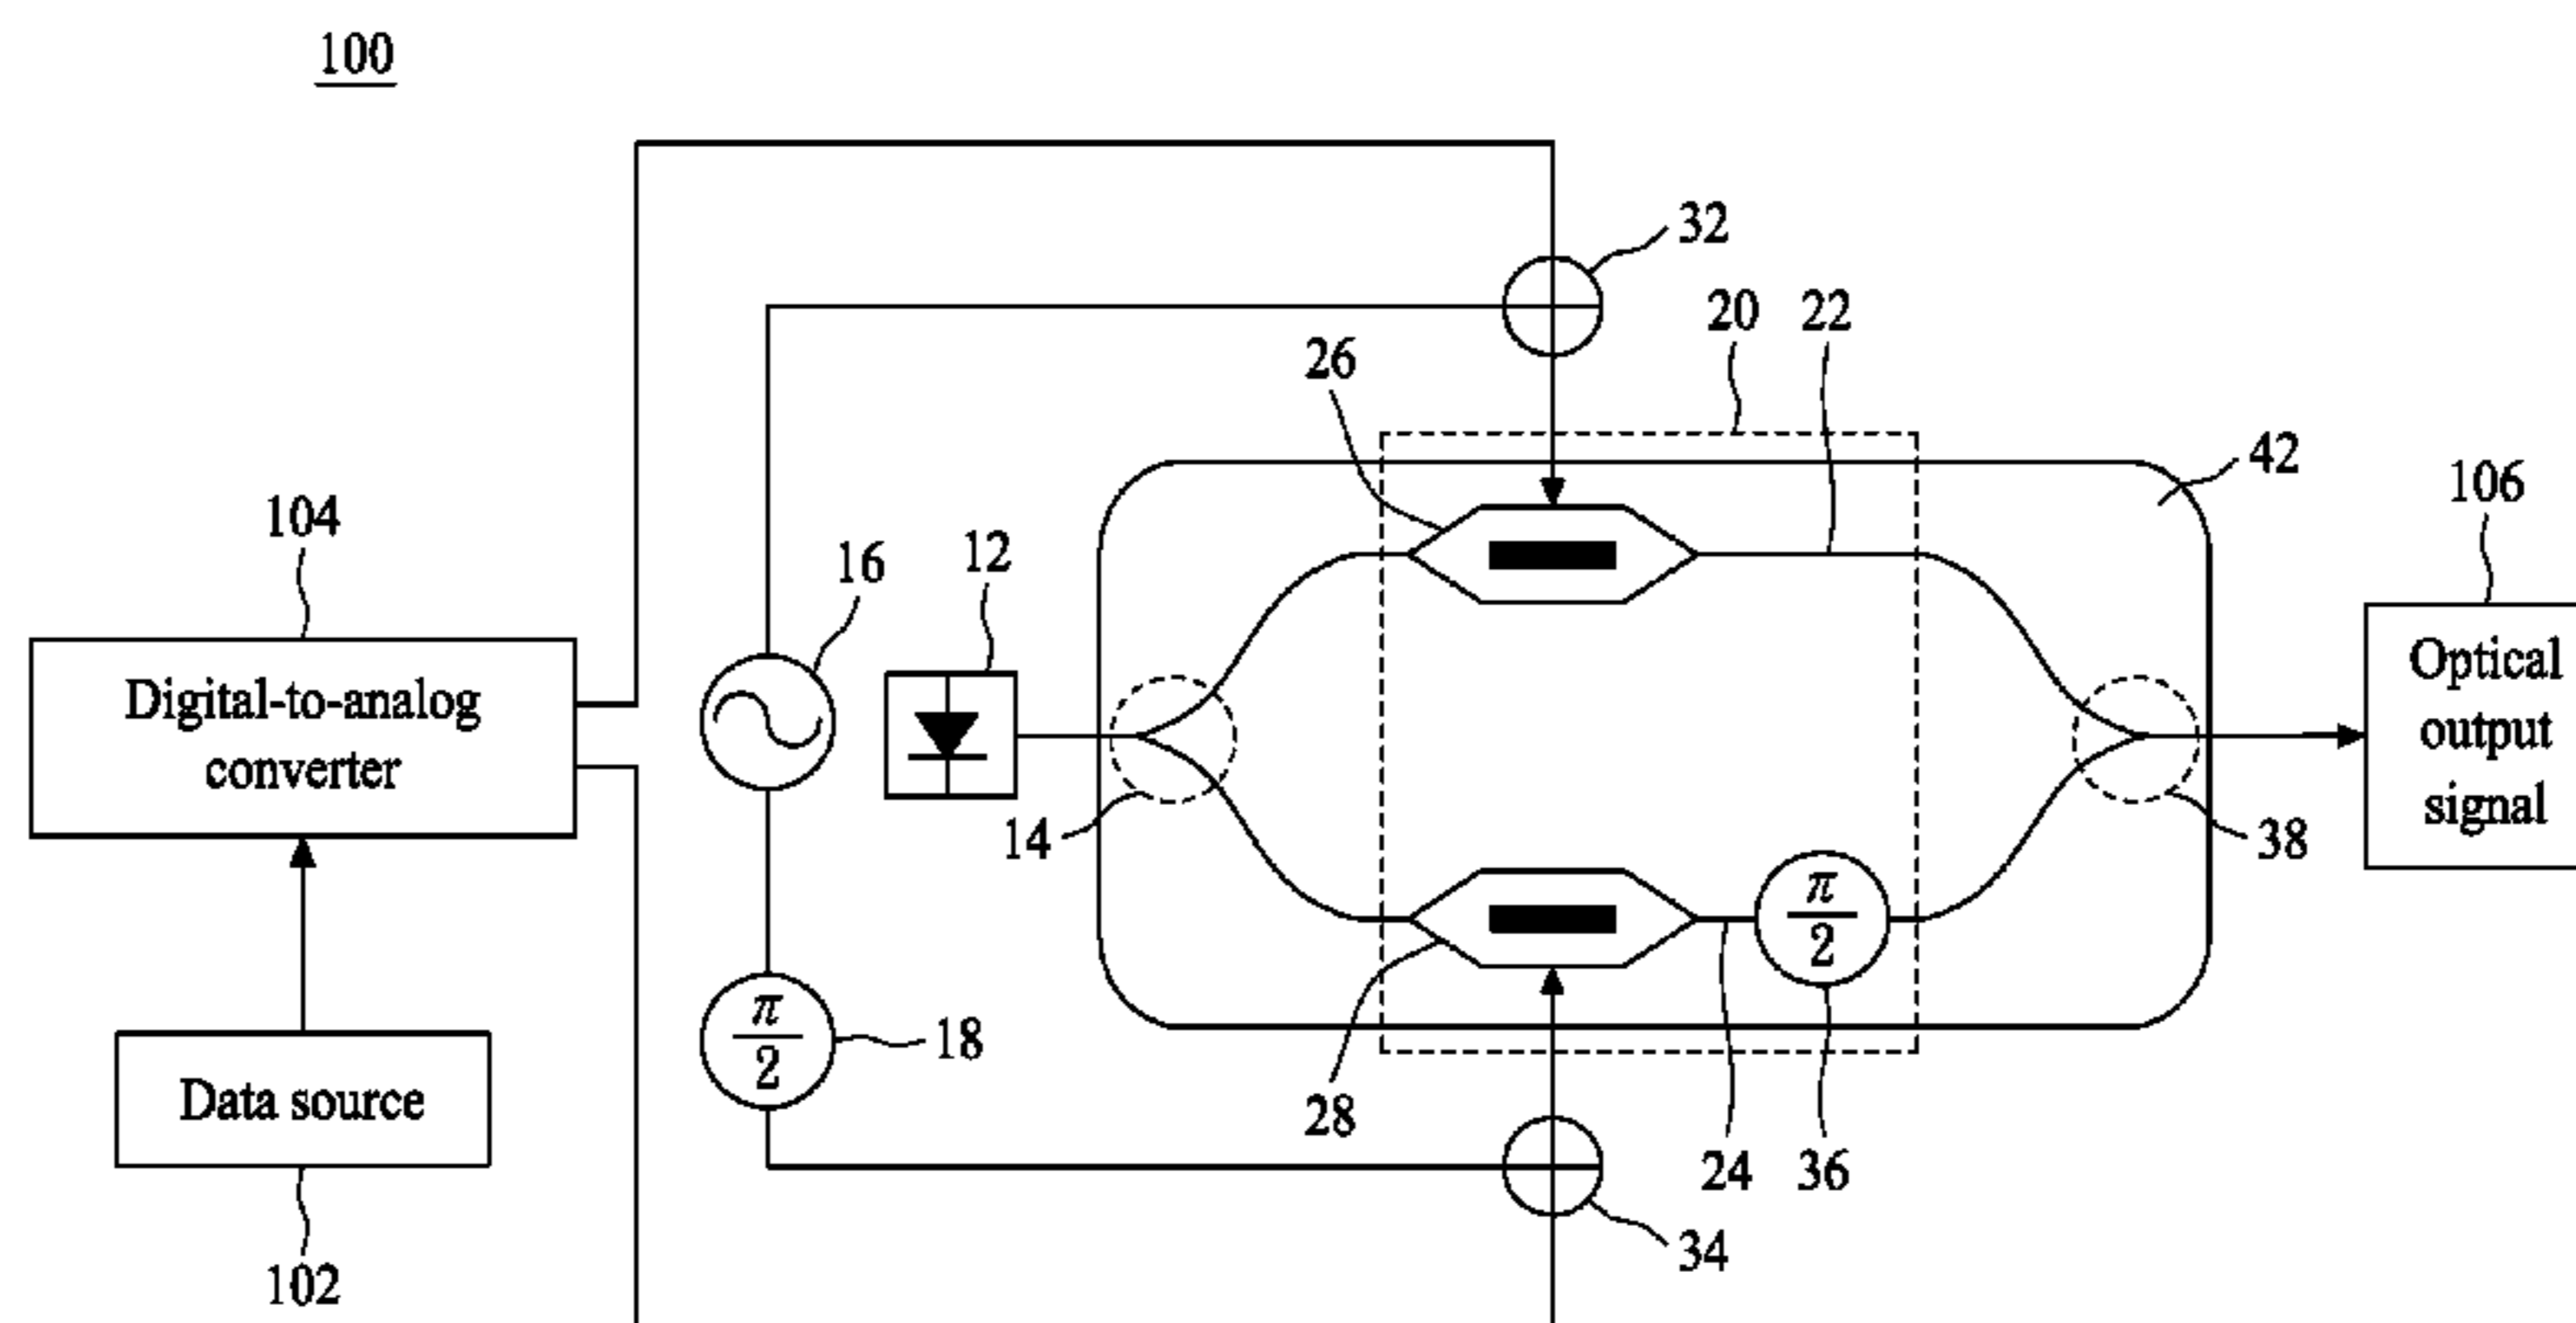 100
32
20 22
26
42
106
104
12
16
Optical
output
signal
Digital-to-analog
converter
14
38
π
2
π
2
18
Data source
28
24 36
34
102